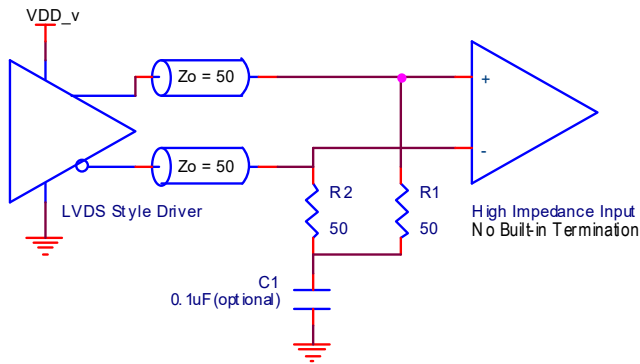 VDD_v
Zo = 50
+
Zo = 50
-
LVDS Style Driver
R2
50
R1
50
High Impedance Input
No Built-in Termination
C1
0.1uF(optional)